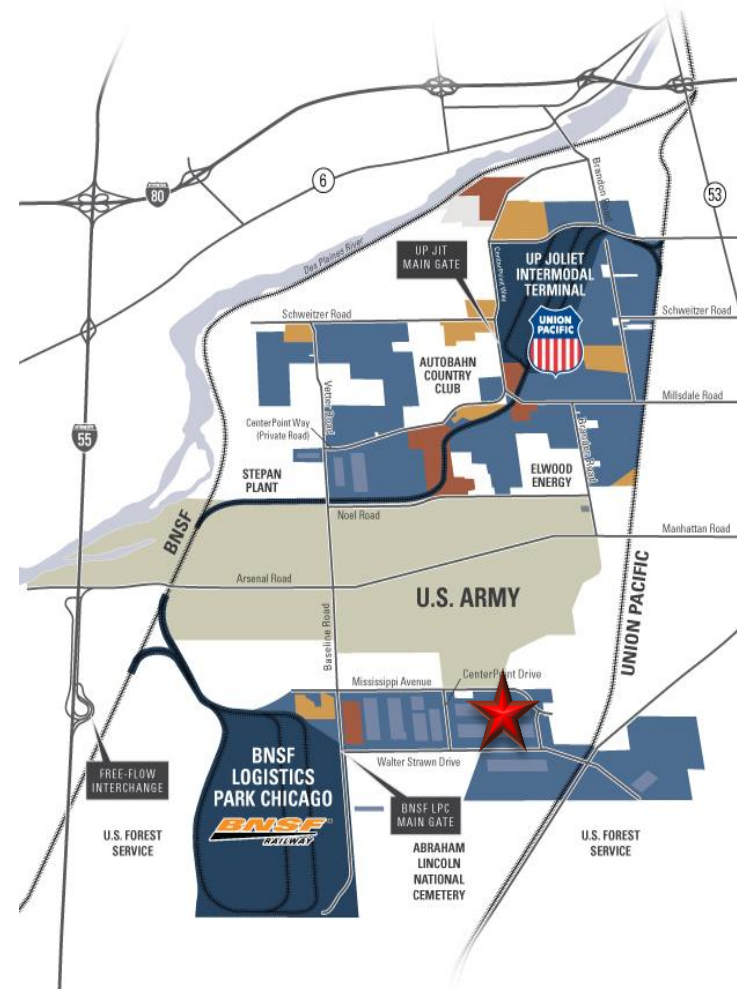 6
80
53
Brandon Road
Des Plaines River
CenterPoint Way
UP JIT
MAIN GATE
UP JOLIET
INTERMODAL
TERMINAL
UNION
PACIFIC
Schweitzer Road
Schweitzer Road
AUTOBAHN
COUNTRY
CLUB
Vetter Road
Millsdale Road
CenterPoint Way
(Private Road)
55
STEPAN
PLANT
ELWOOD
ENERGY
Brandon Road
Noel Road
BNSF
Manhattan Road
Arsenal Road
U.S. ARMY
UNION PACIFIC
Baseline Road
Mississippi Avenue
CenterPoint Drive
FREE-FLOW
INTERCHANGE
BNSF
LOGISTICS
PARK CHICAGO
BNSF
RAILWAY
Walter Strawn Drive
BNSF LPC
MAIN GATE
U.S. FOREST
SERVICE
ABRAHAM
LINCOLN
NATIONAL
CEMETERY
U.S. FOREST
SERVICE